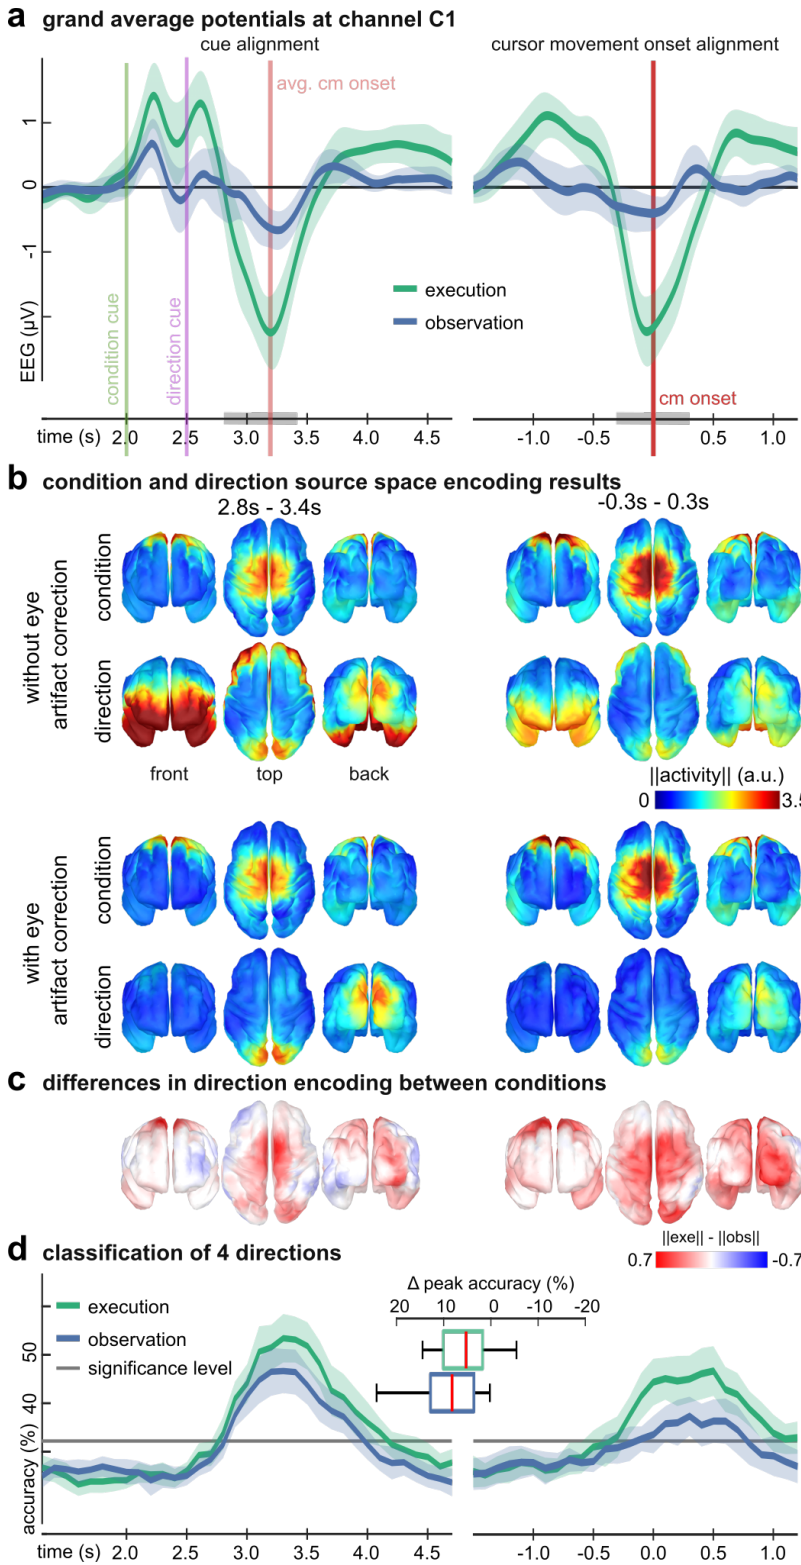 a grand average potentials at channel C1
cue alignment
cursor movement onset alignment
avg. cm onset
1
0
-1
EEG (µV)
condition cue
direction cue
execution
observation
cm onset
time (s) 2.0 2.5 3.0 3.5 4.0 4.5 -1.0 -0.5 0.0 0.5 1.0
b condition and direction source space encoding results
2.8s - 3.4s
-0.3s - 0.3s
without eye
artifact correction
condition
direction
front top back
||activity|| (a.u.)
0 3.5
with eye
artifact correction
condition
direction
c differences in direction encoding between conditions
||exe|| - ||obs||
0.7 -0.7
d classification of 4 directions
execution
observation
significance level
Δ peak accuracy (%)
20 10 0 -10 -20
50
40
accuracy (%)
time (s) 2.0 2.5 3.0 3.5 4.0 4.5 -1.0 -0.5 0.0 0.5 1.0